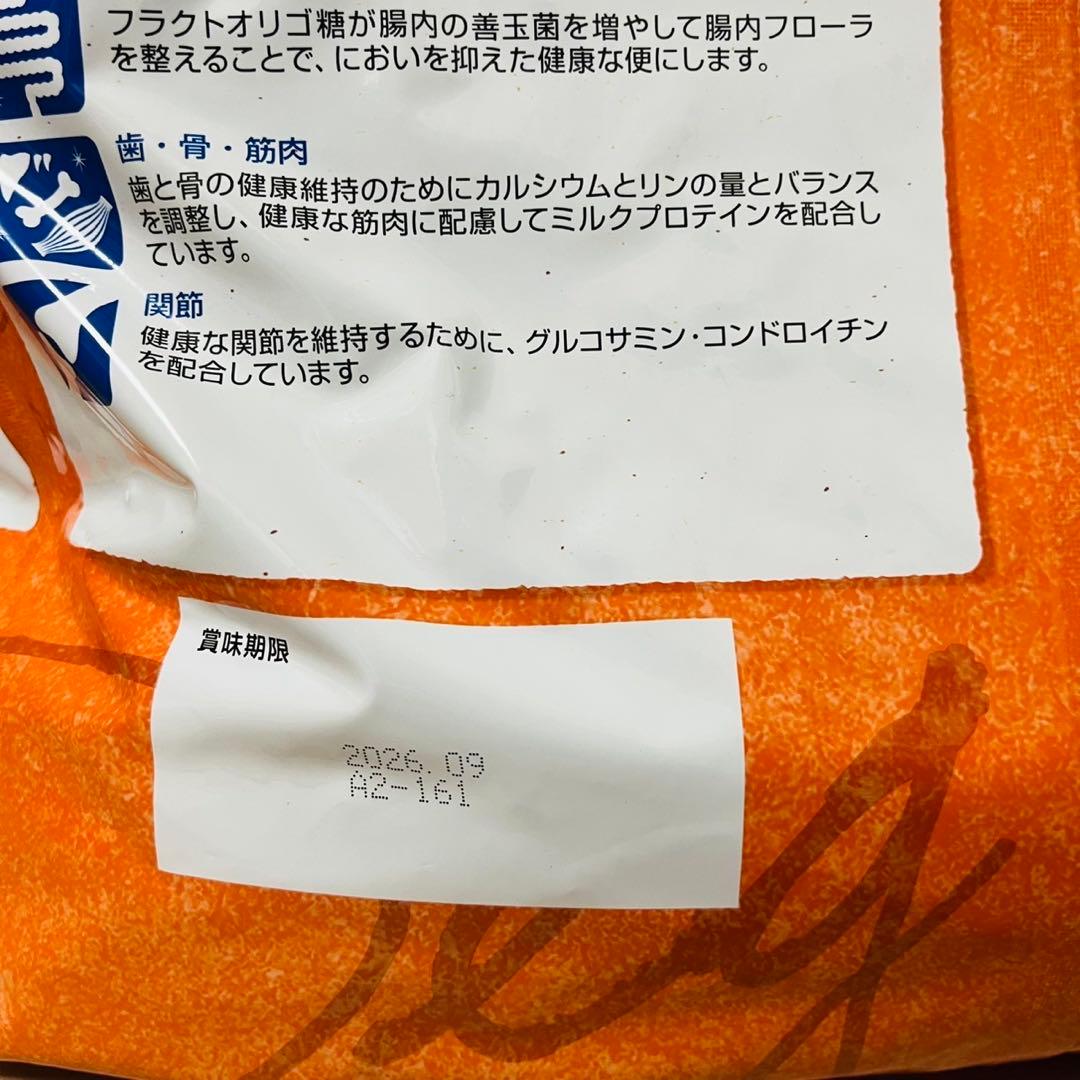 フラクトオリゴ糖が腸内の善玉菌を増やして腸内フローラ
を整えることで、においを抑えた健康な便にします。
歯・骨・筋肉
歯と骨の健康維持のためにカルシウムとリンの量とバランス
を調整し、健康な筋肉に配慮してミルクプロテインを配合し
ています。
関節
健康な関節を維持するために、グルコサミン・コンドロイチン
を配合しています。
賞味期限
2026.09
A2-161